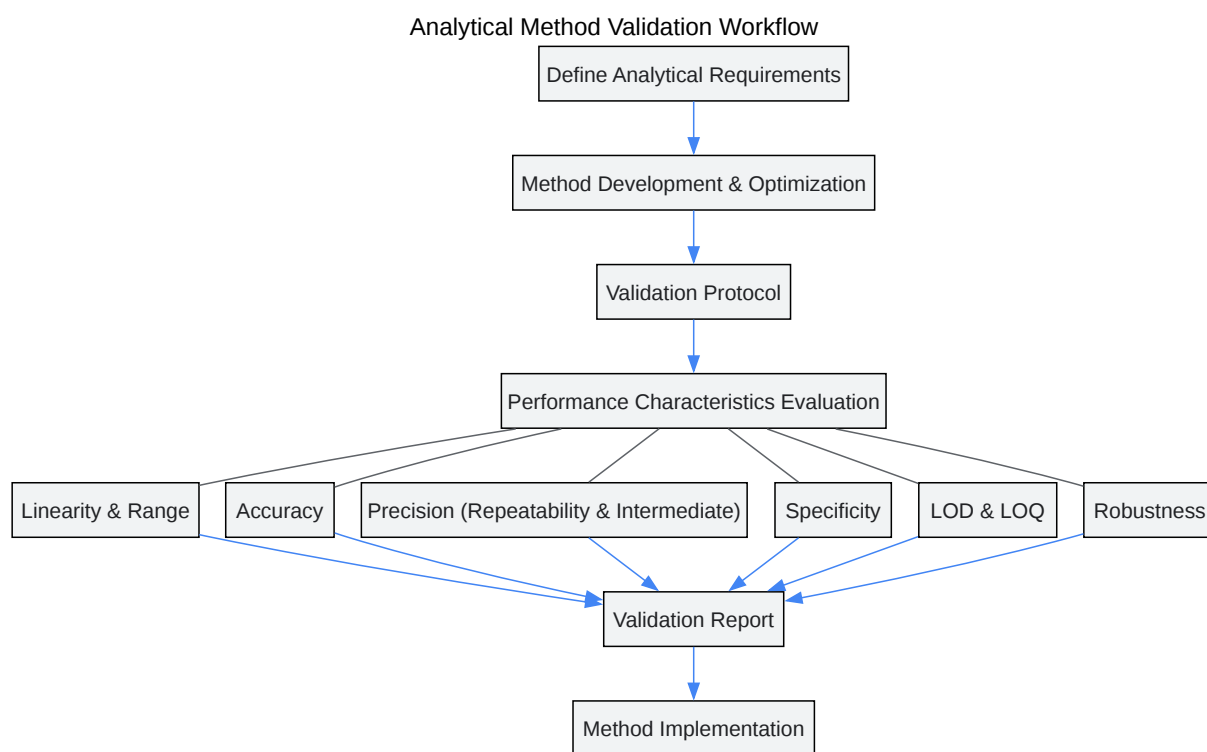 Analytical Method Validation Workflow
Define Analytical Requirements
Method Development & Optimization
Validation Protocol
Performance Characteristics Evaluation
Linearity & Range
Accuracy
Precision (Repeatability & Intermediate)
Specificity
LOD & LOQ
Robustness
Validation Report
Method Implementation